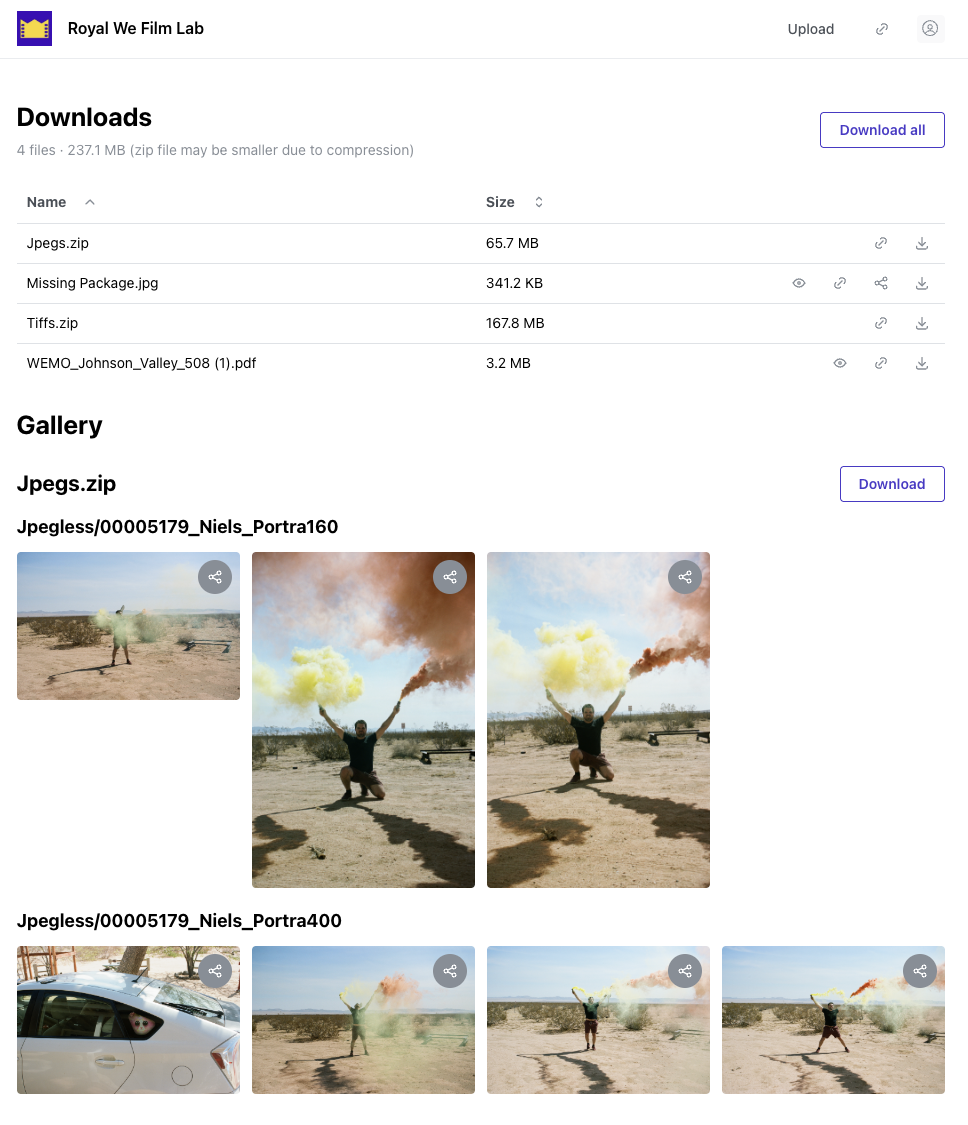 Royal We Film Lab
Upload
Downloads
Download all
4 files · 237.1 MB (zip file may be smaller due to compression)
Name Size
Jpegs.zip 65.7 MB
Missing Package.jpg 341.2 KB
Tiffs.zip 167.8 MB
WEMO_Johnson_Valley_508 (1).pdf 3.2 MB
Gallery
Jpegs.zip
Download
Jpegless/00005179_Niels_Portra160
Jpegless/00005179_Niels_Portra400